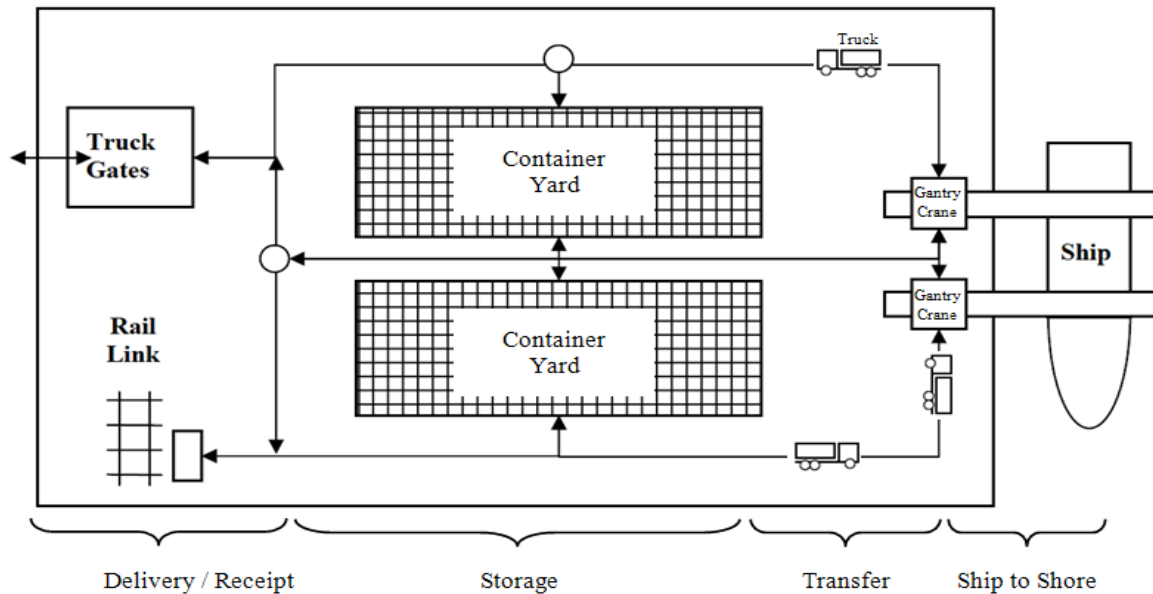 Truck
Truck
Gates
Container
Yard
Gantry
Crane
Ship
Gantry
Crane
Rail
Link
Container
Yard
Delivery / Receipt
Storage
Transfer
Ship to Shore